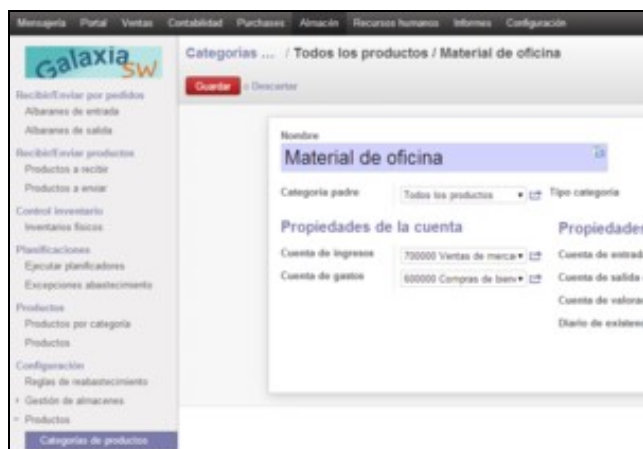 Mensajería Portal Ventas Contabilidad Purchases Almacén Recursos humanos Informes Configuración
Galaxia SW
Categorías ... / Todos los productos / Material de oficina
Guardar o Descartar
Recibir/Enviar por pedidos
Albaranes de entrada
Albaranes de salida
Recibir/Enviar productos
Productos a recibir
Productos a enviar
Control inventario
Inventarios físicos
Planificaciones
Ejecutar planificadores
Excepciones abastecimiento
Productos
Productos por categoría
Productos
Configuración
Reglas de reabastecimiento
Gestión de almacenes
Productos
Categorías de productos
Nombre
Material de oficina
Categoría padre Todos los productos Tipo categoría
Propiedades de la cuenta Propiedades
Cuenta de ingresos 700000 Ventas de merca Cuenta de entrad
Cuenta de gastos 600000 Compras de bien Cuenta de salida
Cuenta de valora
Diario de existenc